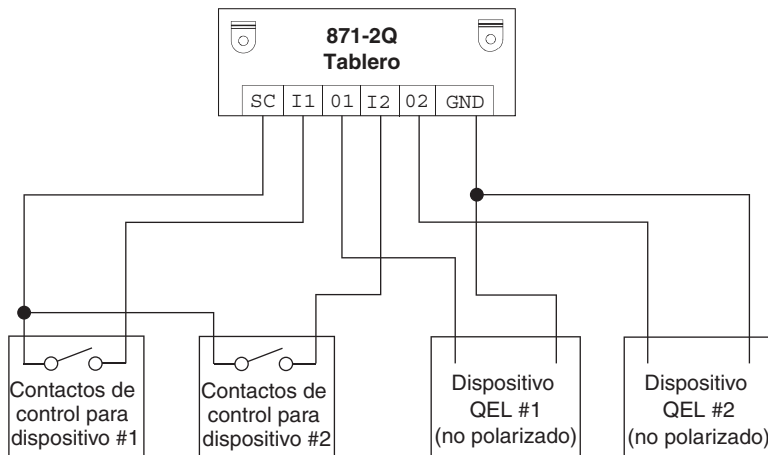 871-2Q
Tablero
SC I1 01 I2 02 GND
Contactos de
control para
dispositivo #1
Contactos de
control para
dispositivo #2
Dispositivo
QEL #1
(no polarizado)
Dispositivo
QEL #2
(no polarizado)